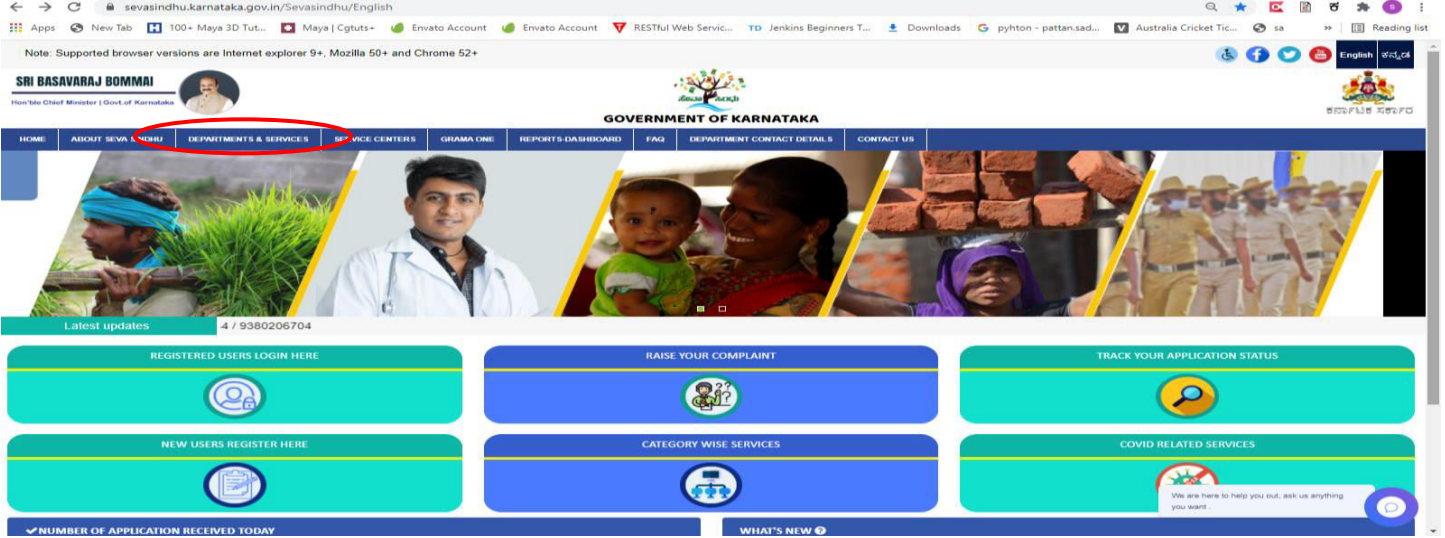 sevasindhu.karnataka.gov.in/Sevasindhu/English
Apps New Tab 100+ Maya 3D Tut... Maya | Cgtuts+ Envato Account Envato Account RESTful Web Servic... TD Jenkins Beginners T... Downloads pyhton - pattan.sad... Australia Cricket Tic... sa » Reading list
Note: Supported browser versions are Internet explorer 9+, Mozilla 50+ and Chrome 52+
English ಕನ್ನಡ
SRI BASAVARAJ BOMMAI
Hon'ble Chief Minister | Govt.of Karnataka
ಸೇವಾ ಸಿಂಧು
GOVERNMENT OF KARNATAKA
ಕರ್ನಾಟಕ ಸರ್ಕಾರ
HOME ABOUT SEVA SINDHU DEPARTMENTS & SERVICES SERVICE CENTERS GRAMA ONE REPORTS-DASHBOARD FAQ DEPARTMENT CONTACT DETAILS CONTACT US
Latest updates 4 / 9380206704
REGISTERED USERS LOGIN HERE RAISE YOUR COMPLAINT TRACK YOUR APPLICATION STATUS
NEW USERS REGISTER HERE CATEGORY WISE SERVICES COVID RELATED SERVICES
We are here to help you out, ask us anything
you want .
NUMBER OF APPLICATION RECEIVED TODAY WHAT'S NEW